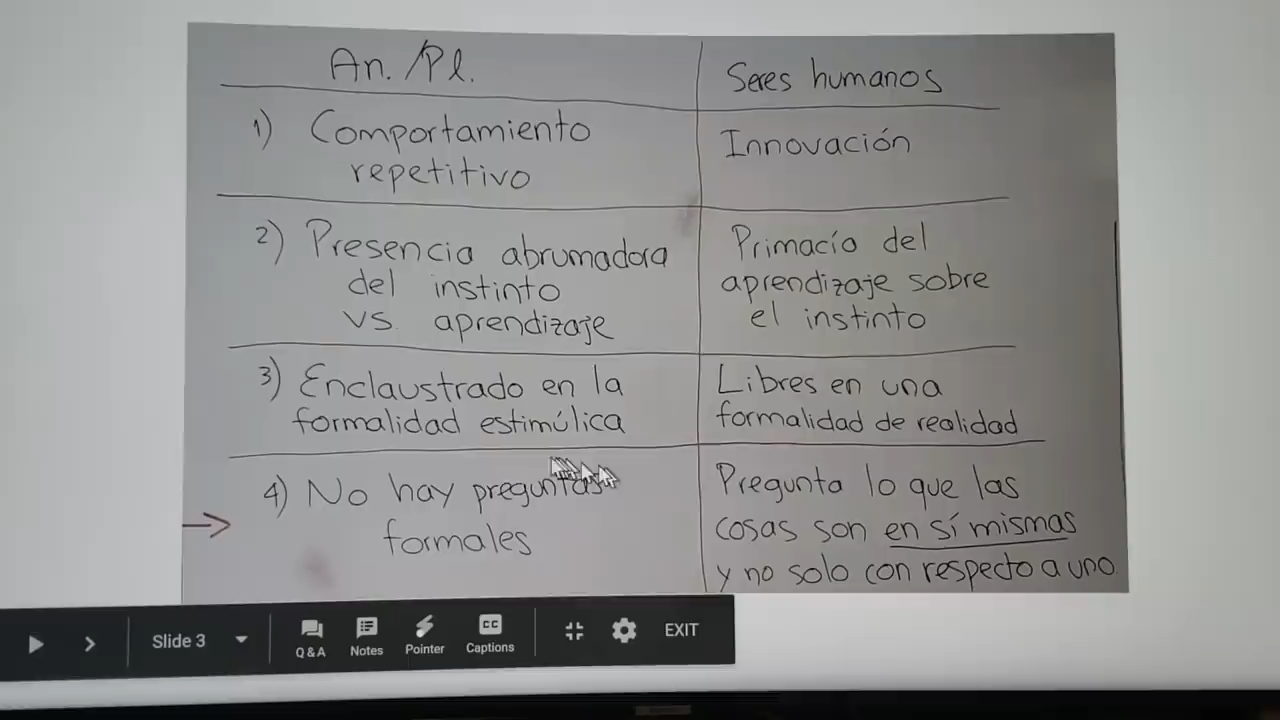 An./Pl.
Seres humanos
1) Comportamiento
repetitivo
Innovación
2) Presencia abrumadora
del instinto
vs. aprendizaje
Primacía del
aprendizaje sobre
el instinto
3) Enclaustrado en la
formalidad estimúlica
Libres en una
formalidad de realidad
4) No hay preguntas
formales
Pregunta lo que las
cosas son en sí mismas
y no solo con respecto a uno
Slide 3
Q & A
Notes
Pointer
CC
Captions
EXIT